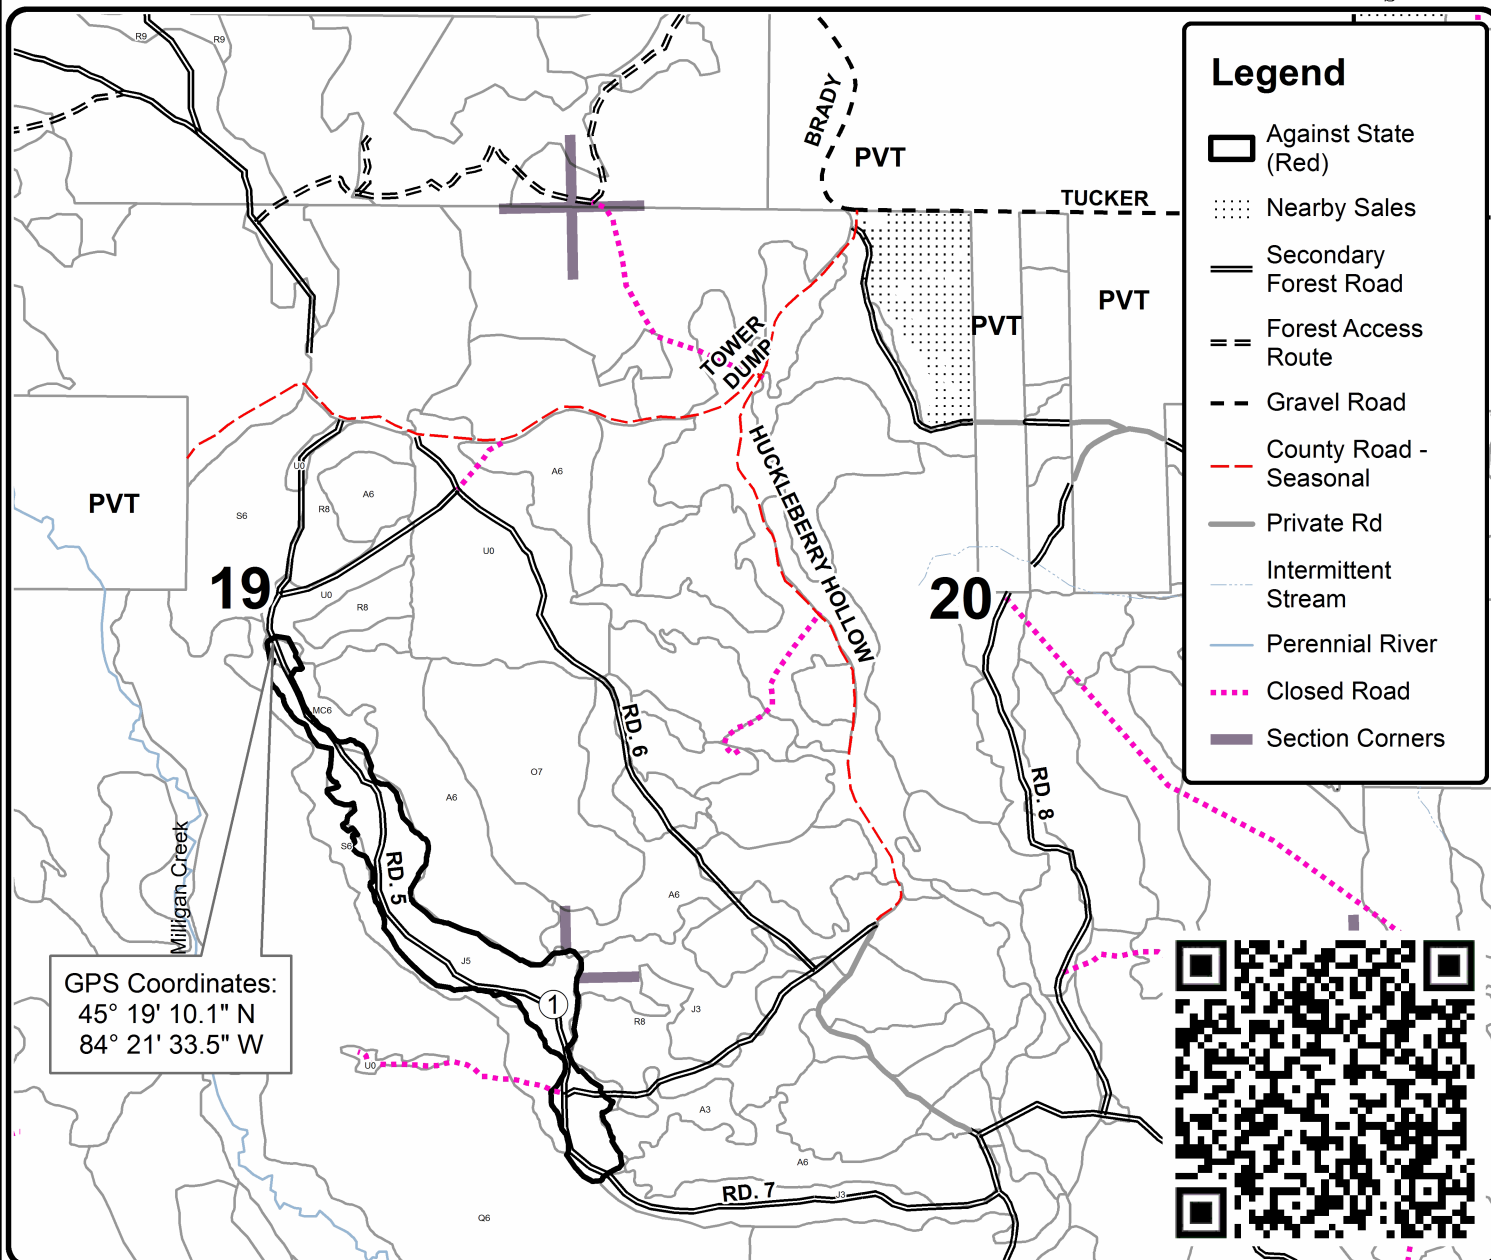 R9
R9
BRADY
PVT
TUCKER
PVT
PVT
TOWER
DUMP
HUCKLEBERRY HOLLOW
PVT
U0
A6
R8
S6
A6
U0
19
U0
R8
20
MC6
RD. 6
O7
A6
RD. 8
S6
RD. 5
Milligan Creek
A6
J5
1
R8
J3
U0
A3
A6
RD. 7
J3
Q6
GPS Coordinates:
45° 19' 10.1" N
84° 21' 33.5" W
Legend
Against State
(Red)
Nearby Sales
Secondary
Forest Road
Forest Access
Route
Gravel Road
County Road -
Seasonal
Private Rd
Intermittent
Stream
Perennial River
Closed Road
Section Corners